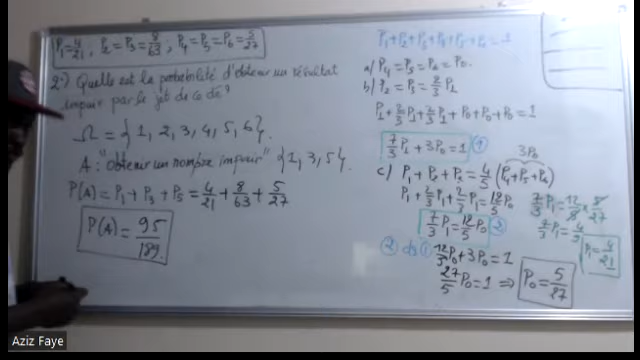 P₁=4/21, P₂=P₃=8/63, P₄=P₅=P₆=5/27
2°) Quelle est la probabilité d'obtenir un résultat
impair par le jet de ce dé?
Ω = {1, 2, 3, 4, 5, 6}.
A: "obtenir un nombre impair" {1, 3, 5}.
P(A) = P₁ + P₃ + P₅ = 4/21 + 8/63 + 5/27
P(A) = 95/189.
P₁+P₂+P₃+P₄+P₅+P₆ = 1
a) P₄ = P₅ = P₆ = P₀.
b) P₂ = P₃ = 2/3 P₁
P₁ + 2/3 P₁ + 2/3 P₁ + P₀ + P₀ + P₀ = 1
7/3 P₁ + 3P₀ = 1 ①
3P₀
c) P₁ + P₂ + P₃ = 4/5 (P₄+P₅+P₆)
P₁ + 2/3 P₁ + 2/3 P₁ = 12/5 P₀
7/3 P₁ = 12/5 P₀ ②
② ds ① 12/5 P₀ + 3P₀ = 1
27/5 P₀ = 1 ⇒ P₀ = 5/27
7/3 P₁ = 12/5 × 5/27
7/3 P₁ = 4/9
P₁ = 4/21
Aziz Faye